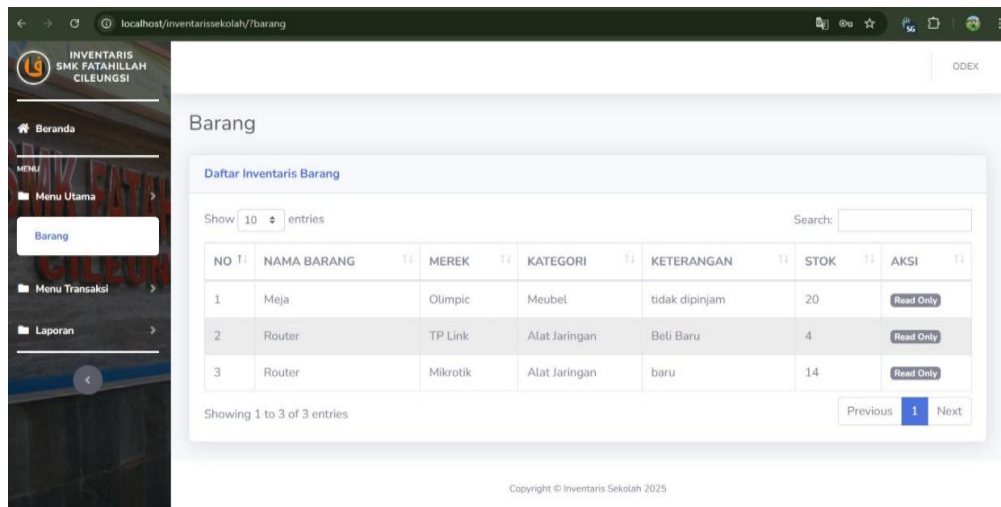 localhost/inventarissekolah/?barang
SG
INVENTARIS
SMK FATAHILLAH
CILEUNGSI
ODEX
Beranda
MENU
Menu Utama
Barang
Menu Transaksi
Laporan
Barang
Daftar Inventaris Barang
Show 10 entries Search:
NO NAMA BARANG MEREK KATEGORI KETERANGAN STOK AKSI
1 Meja Olimpic Meubel tidak dipinjam 20 Read Only
2 Router TP Link Alat Jaringan Beli Baru 4 Read Only
3 Router Mikrotik Alat Jaringan baru 14 Read Only
Showing 1 to 3 of 3 entries Previous 1 Next
Copyright © Inventaris Sekolah 2025